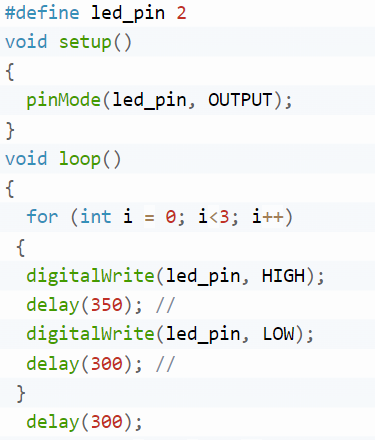 #define led_pin 2
void setup()
{
pinMode(led_pin, OUTPUT);
}
void loop()
{
for (int i = 0; i<3; i++)
{
digitalWrite(led_pin, HIGH);
delay(350); //
digitalWrite(led_pin, LOW);
delay(300); //
}
delay(300);